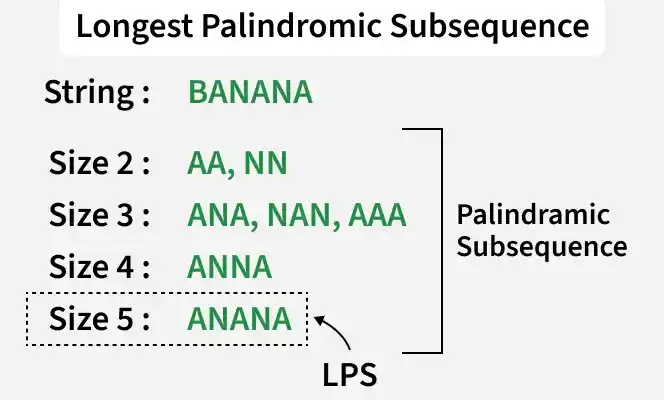 Longest Palindromic Subsequence
String : BANANA
Size 2 : AA, NN
Size 3 : ANA, NAN, AAA
Size 4 : ANNA
Size 5 : ANANA
Palindramic
Subsequence
LPS